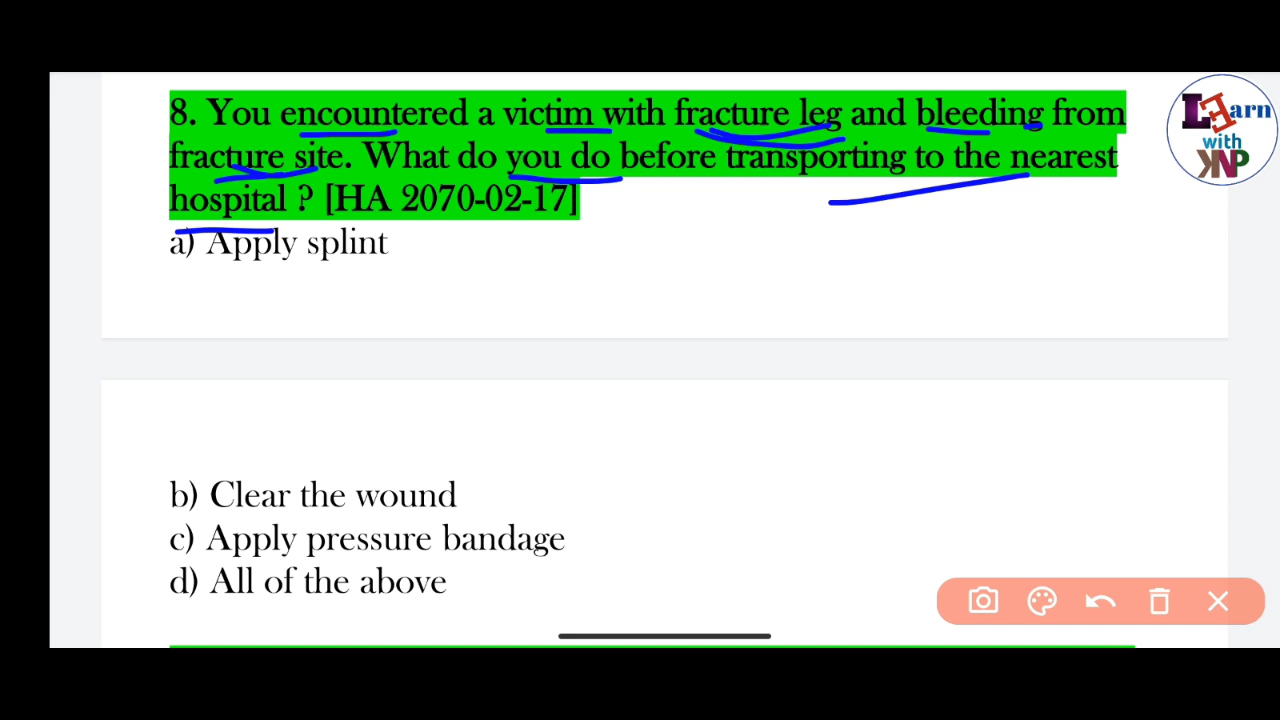 8. You encountered a victim with fracture leg and bleeding from
fracture site. What do you do before transporting to the nearest
hospital ? [HA 2070-02-17]
a) Apply splint
b) Clear the wound
c) Apply pressure bandage
d) All of the above
LEarn
with
KNP